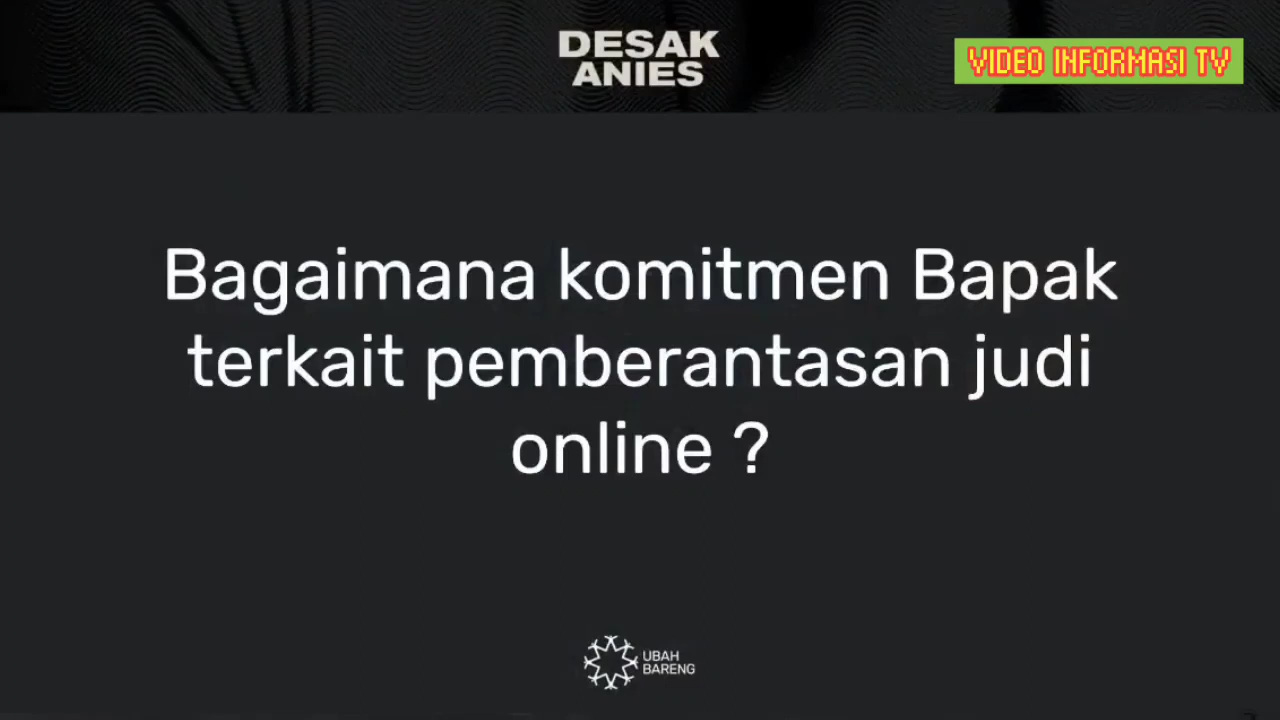 DESAK
ANIES
VIDEO INFORMASI TV
Bagaimana komitmen Bapak
terkait pemberantasan judi
online ?
UBAH
BARENG